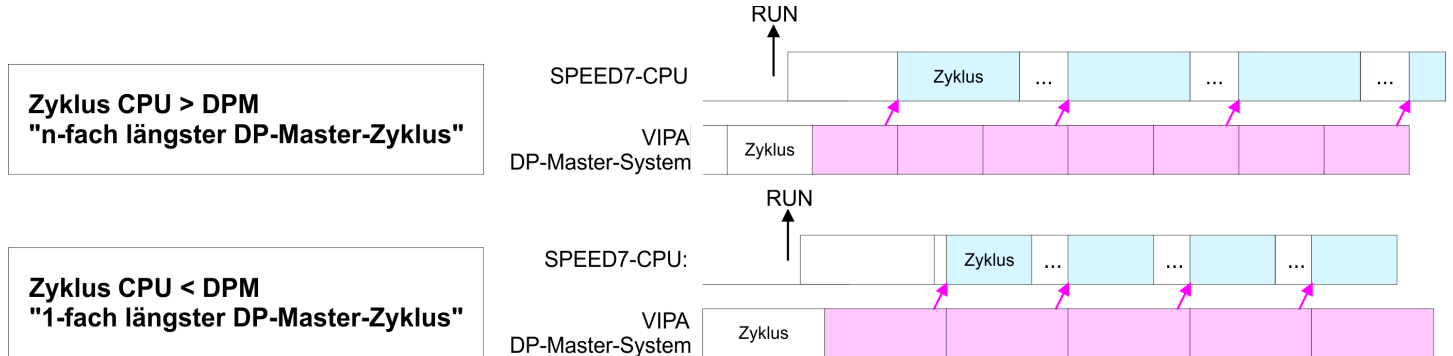 RUN
SPEED7-CPU
Zyklus
...
...
...
Zyklus CPU > DPM
"n-fach längster DP-Master-Zyklus"
VIPA
DP-Master-System
Zyklus
RUN
SPEED7-CPU:
Zyklus
...
...
...
Zyklus CPU < DPM
"1-fach längster DP-Master-Zyklus"
VIPA
DP-Master-System
Zyklus